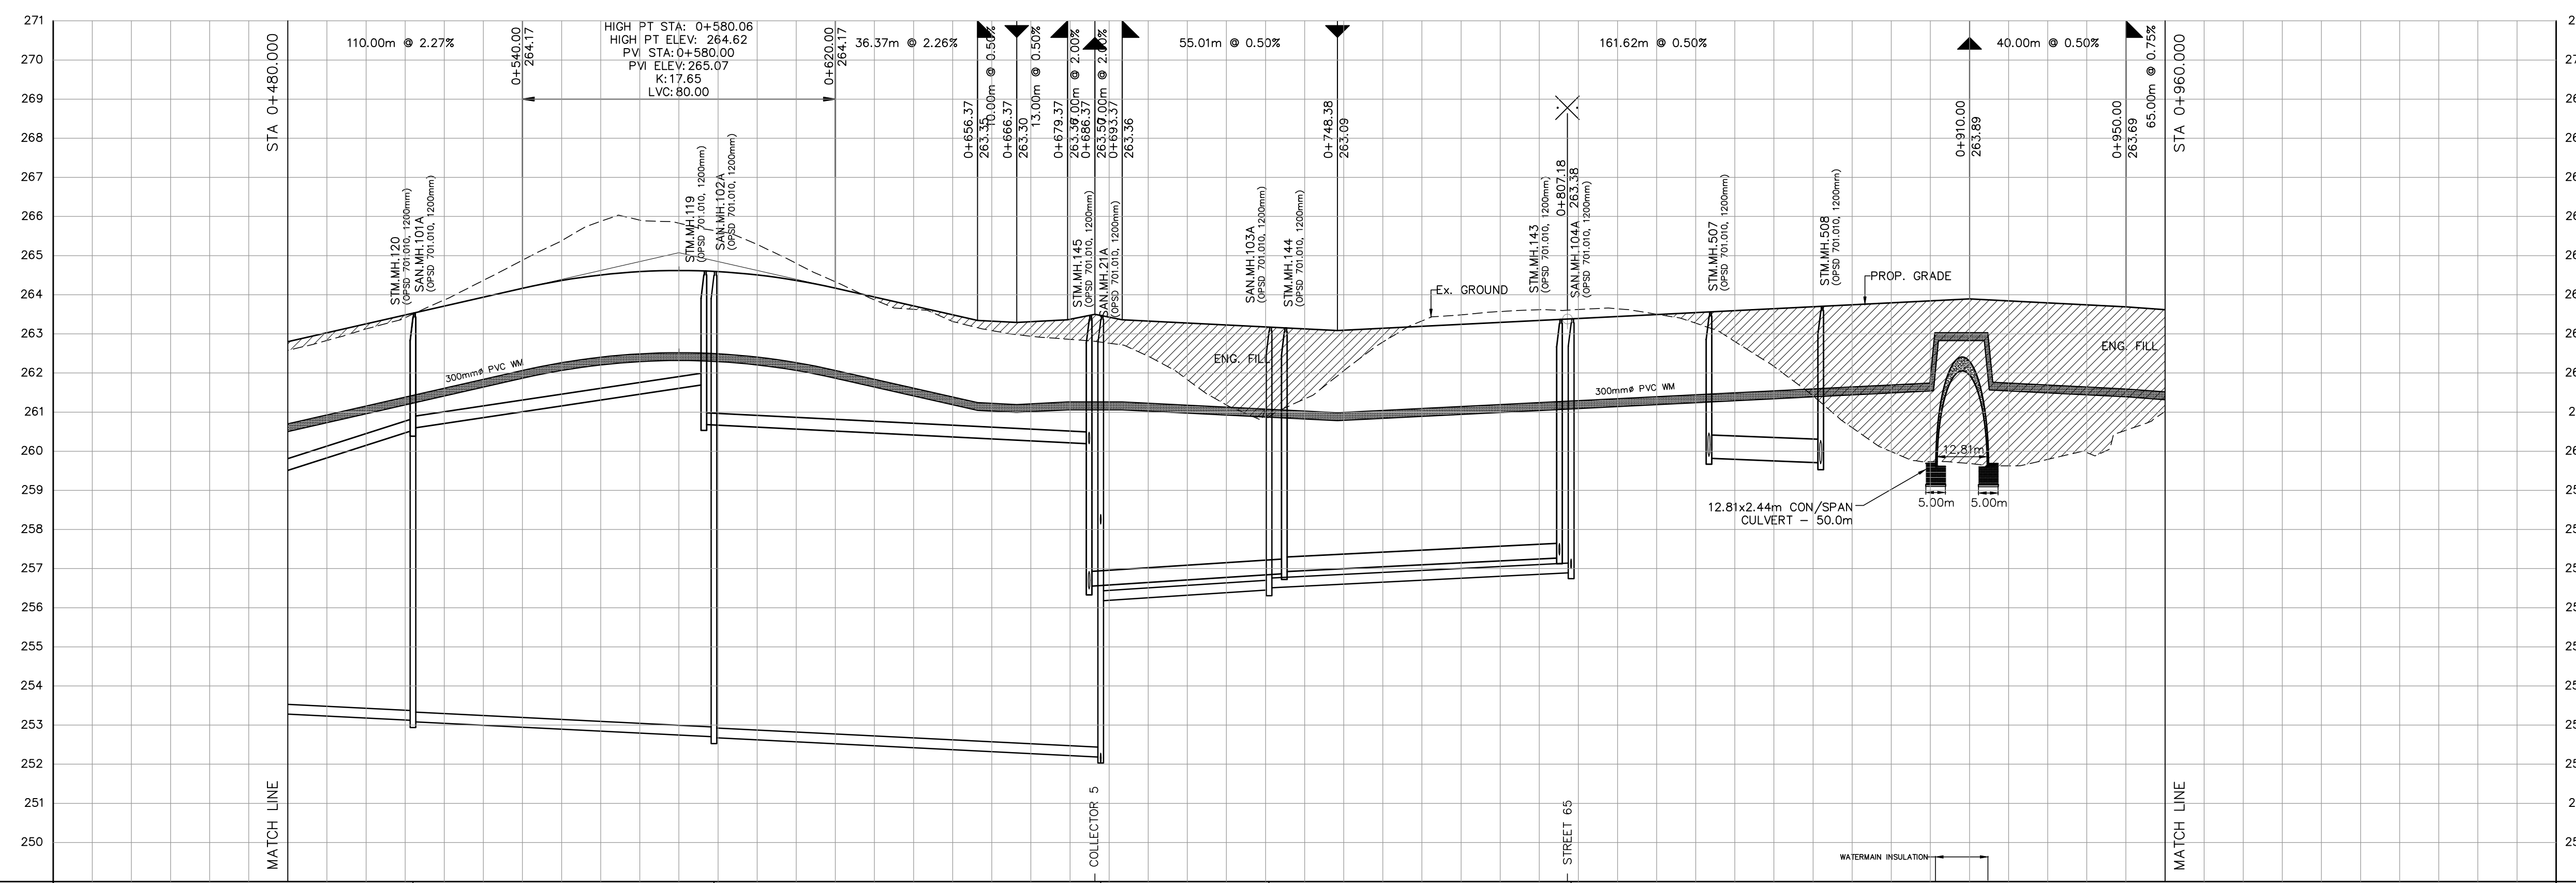 271
270
269
268
267
266
265
264
263
262
261
260
259
258
257
256
255
254
253
252
251
250
STA 0+480.000
MATCH LINE
110.00m @ 2.27%
0+540.00
264.17
HIGH PT STA: 0+580.06
HIGH PT ELEV: 264.62
PVI STA:0+580.00
PVI ELEV:265.07
K:17.65
LVC:80.00
0+620.00
264.17
36.37m @ 2.26%
0+656.37
263.35
10.00m @ 0.50%
0+666.37
263.30
13.00m @ 0.50%
0+679.37
263.36
7.00m @ 2.00%
0+686.37
263.50
7.00m @ 2.00%
0+693.37
263.36
55.01m @ 0.50%
0+748.38
263.09
161.62m @ 0.50%
0+807.18
263.38
0+910.00
263.89
40.00m @ 0.50%
0+950.00
263.69
65.00m @ 0.75%
STA 0+960.000
MATCH LINE
STM.MH.120
(OPSD 701.010, 1200mm)
SAN.MH.101A
(OPSD 701.010, 1200mm)
STM.MH.119
(OPSD 701.010, 1200mm)
SAN.MH.102A
(OPSD 701.010, 1200mm)
STM.MH.145
(OPSD 701.010, 1200mm)
SAN.MH.21A
(OPSD 701.010, 1200mm)
SAN.MH.103A
(OPSD 701.010, 1200mm)
STM.MH.144
(OPSD 701.010, 1200mm)
STM.MH.143
(OPSD 701.010, 1200mm)
SAN.MH.104A
(OPSD 701.010, 1200mm)
STM.MH.507
(OPSD 701.010, 1200mm)
STM.MH.508
(OPSD 701.010, 1200mm)
Ex. GROUND
PROP. GRADE
ENG. FILL
ENG. FILL
300mmø PVC WM
300mmø PVC WM
12.81m
5.00m
5.00m
12.81x2.44m CON/SPAN
CULVERT - 50.0m
COLLECTOR 5
STREET 65
WATERMAIN INSULATION